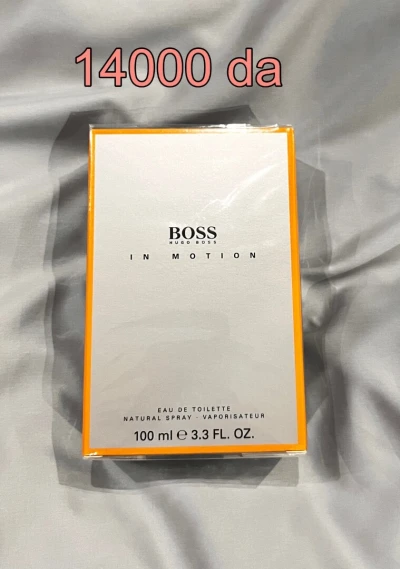 14000 da
BOSS
HUGO BOSS
IN MOTION
EAU DE TOILETTE
NATURAL SPRAY - VAPORISATEUR
100 ml ℮ 3.3 FL. OZ.